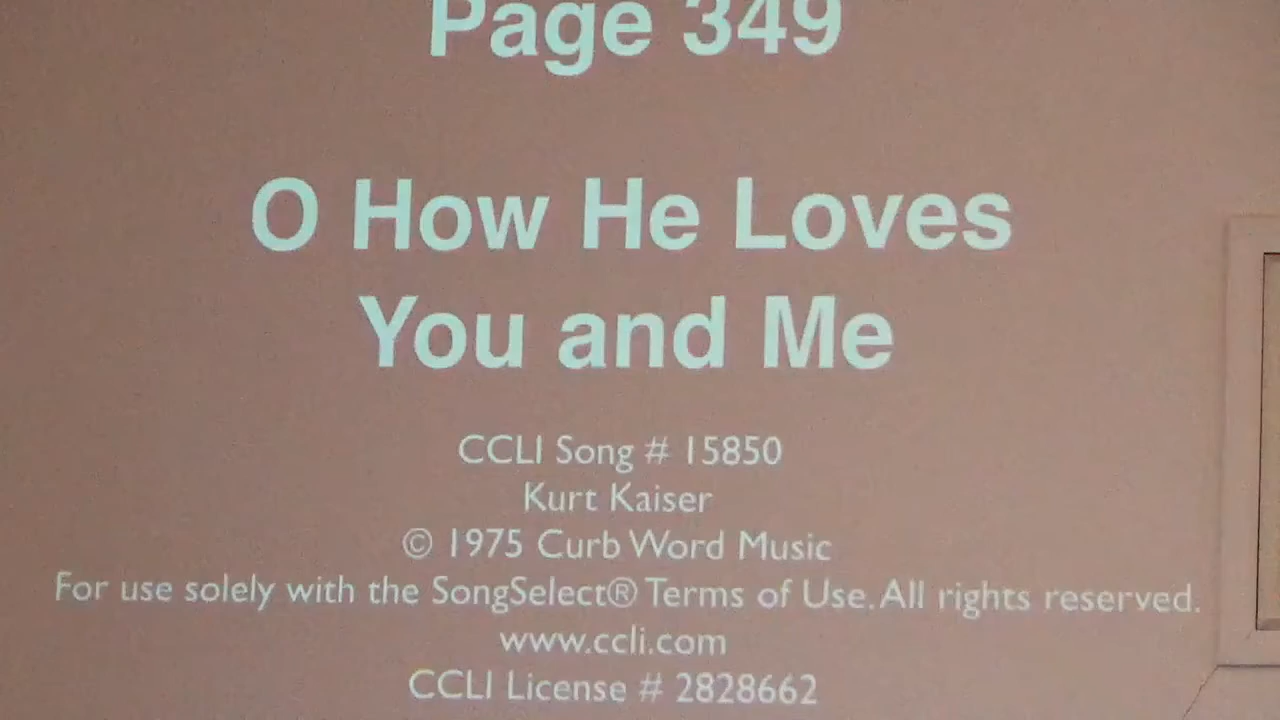 Page 349
O How He Loves
You and Me
CCLI Song # 15850
Kurt Kaiser
© 1975 Curb Word Music
For use solely with the SongSelect® Terms of Use. All rights reserved.
www.ccli.com
CCLI License # 2828662